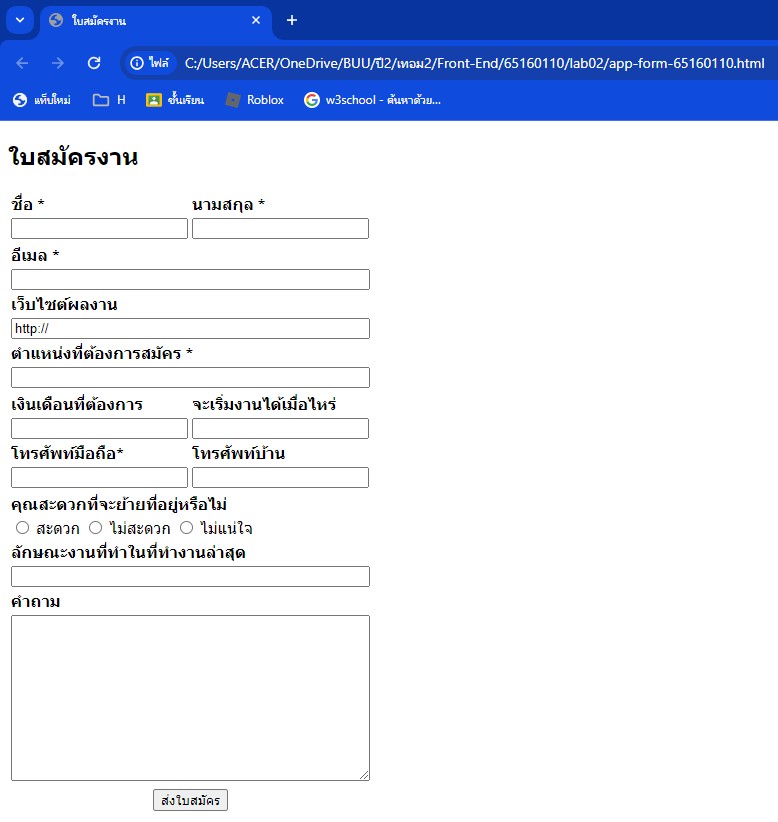 ใบสมัครงาน
ไฟล์ C:/Users/ACER/OneDrive/BUU/ปี2/เทอม2/Front-End/65160110/lab02/app-form-65160110.html
แท็บใหม่ H ชั้นเรียน Roblox w3school - ค้นหาด้วย...
ใบสมัครงาน
ชื่อ * นามสกุล *
อีเมล *
เว็บไซต์ผลงาน
http://
ตำแหน่งที่ต้องการสมัคร *
เงินเดือนที่ต้องการ จะเริ่มงานได้เมื่อไหร่
โทรศัพท์มือถือ* โทรศัพท์บ้าน
คุณสะดวกที่จะย้ายที่อยู่หรือไม่
สะดวก ไม่สะดวก ไม่แน่ใจ
ลักษณะงานที่ทำในที่ทำงานล่าสุด
คำถาม
ส่งใบสมัคร